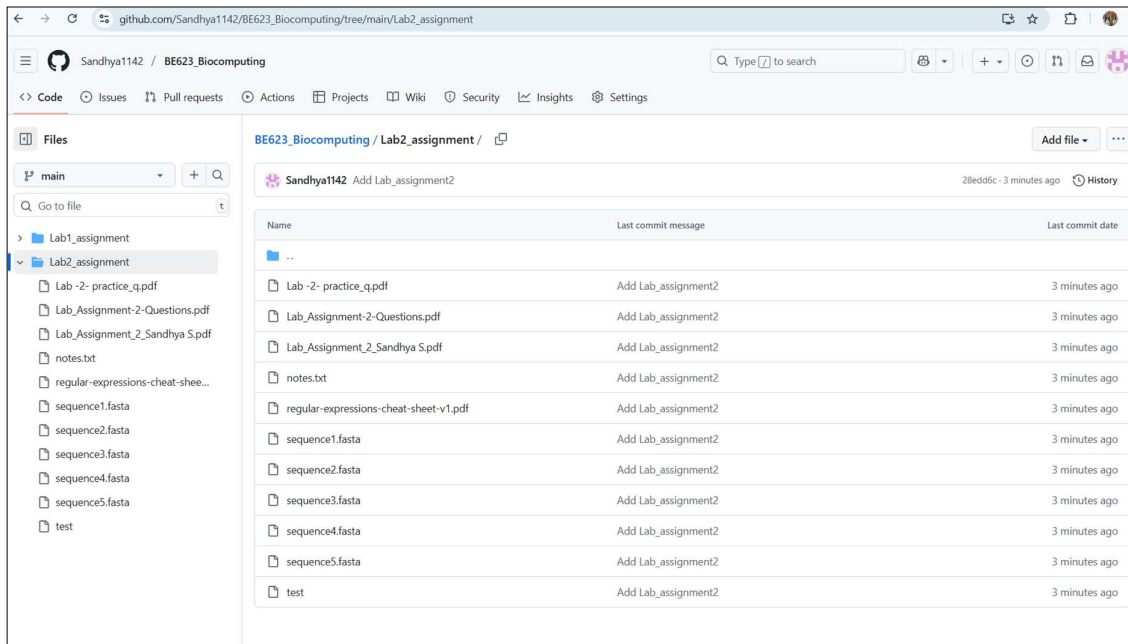 github.com/Sandhya1142/BE623_Biocomputing/tree/main/Lab2_assignment
Sandhya1142 / BE623_Biocomputing
Type / to search
Code Issues Pull requests Actions Projects Wiki Security Insights Settings
Files
main
Go to file t
Lab1_assignment
Lab2_assignment
Lab -2- practice_q.pdf
Lab_Assignment-2-Questions.pdf
Lab_Assignment_2_Sandhya S.pdf
notes.txt
regular-expressions-cheat-shee...
sequence1.fasta
sequence2.fasta
sequence3.fasta
sequence4.fasta
sequence5.fasta
test
BE623_Biocomputing / Lab2_assignment /
Add file
Sandhya1142 Add Lab_assignment2 28edd6c · 3 minutes ago History
Name Last commit message Last commit date
..
Lab -2- practice_q.pdf Add Lab_assignment2 3 minutes ago
Lab_Assignment-2-Questions.pdf Add Lab_assignment2 3 minutes ago
Lab_Assignment_2_Sandhya S.pdf Add Lab_assignment2 3 minutes ago
notes.txt Add Lab_assignment2 3 minutes ago
regular-expressions-cheat-sheet-v1.pdf Add Lab_assignment2 3 minutes ago
sequence1.fasta Add Lab_assignment2 3 minutes ago
sequence2.fasta Add Lab_assignment2 3 minutes ago
sequence3.fasta Add Lab_assignment2 3 minutes ago
sequence4.fasta Add Lab_assignment2 3 minutes ago
sequence5.fasta Add Lab_assignment2 3 minutes ago
test Add Lab_assignment2 3 minutes ago